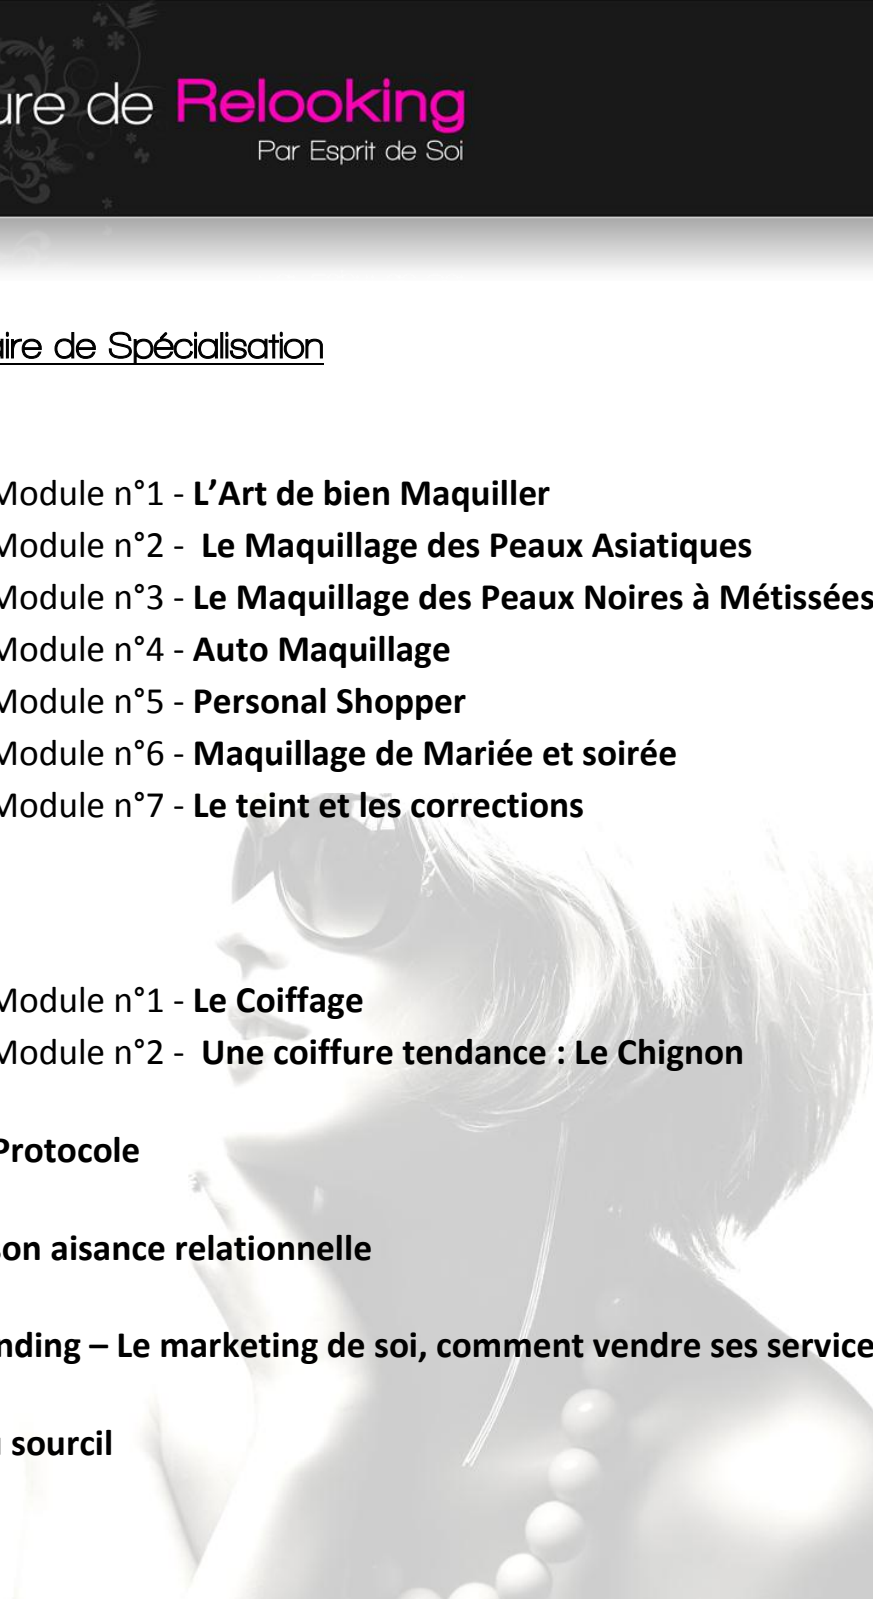 ure de Relooking
Par Esprit de Soi
aire de Spécialisation
Module n°1 - L’Art de bien Maquiller
Module n°2 - Le Maquillage des Peaux Asiatiques
Module n°3 - Le Maquillage des Peaux Noires à Métissées
Module n°4 - Auto Maquillage
Module n°5 - Personal Shopper
Module n°6 - Maquillage de Mariée et soirée
Module n°7 - Le teint et les corrections
Module n°1 - Le Coiffage
Module n°2 - Une coiffure tendance : Le Chignon
Protocole
son aisance relationnelle
nding – Le marketing de soi, comment vendre ses service
sourcil